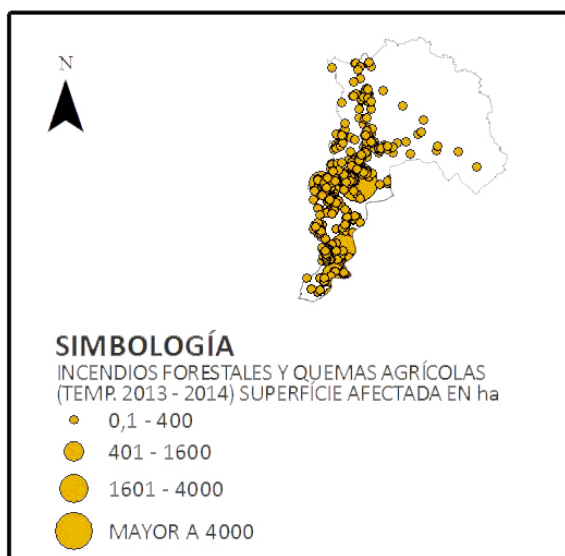 N
SIMBOLOGÍA
INCENDIOS FORESTALES Y QUEMAS AGRÍCOLAS
(TEMP. 2013 - 2014) SUPERFÍCIE AFECTADA EN ha
0,1 - 400
401 - 1600
1601 - 4000
MAYOR A 4000